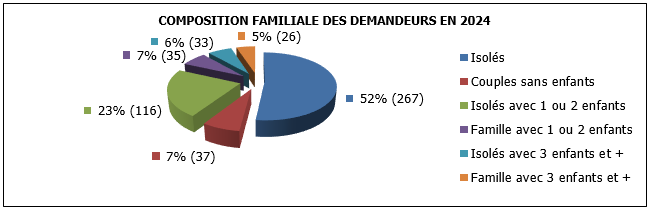 COMPOSITION FAMILIALE DES DEMANDEURS EN 2024
6% (33)
5% (26)
7% (35)
23% (116)
52% (267)
7% (37)
Isolés
Couples sans enfants
Isolés avec 1 ou 2 enfants
Famille avec 1 ou 2 enfants
Isolés avec 3 enfants et +
Famille avec 3 enfants et +